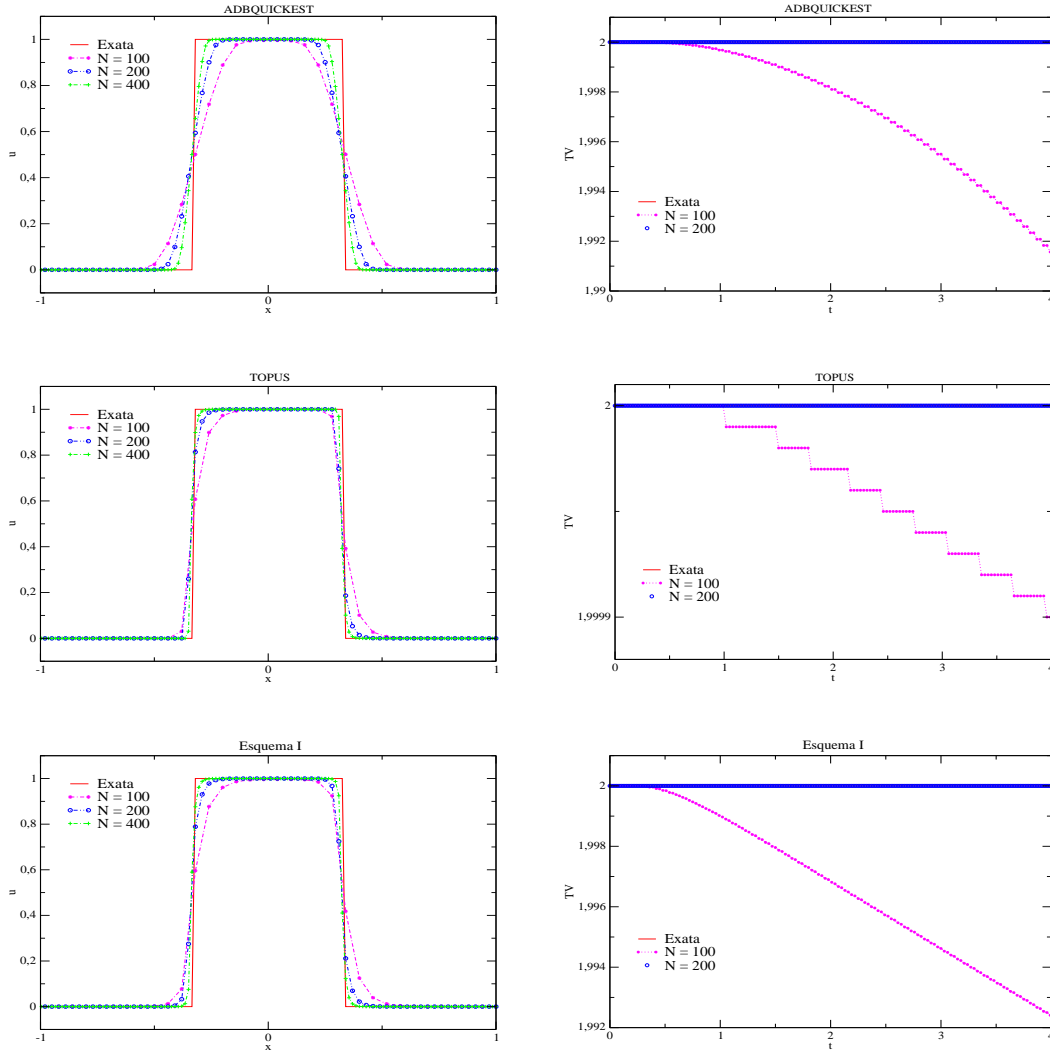 ADBQUICKEST
1
0,8
0,6
0,4
0,2
0
u
Exata
N = 100
N = 200
N = 400
-1
0
1
x
ADBQUICKEST
2
1,998
1,996
1,994
1,992
1,99
TV
Exata
N = 100
N = 200
0
1
2
3
4
t
TOPUS
1
0,8
0,6
0,4
0,2
0
u
Exata
N = 100
N = 200
N = 400
-1
0
1
x
TOPUS
2
1,9999
TV
Exata
N = 100
N = 200
0
1
2
3
4
t
Esquema I
1
0,8
0,6
0,4
0,2
0
u
Exata
N = 100
N = 200
N = 400
-1
0
1
x
Esquema I
2
1,998
1,996
1,994
1,992
TV
Exata
N = 100
N = 200
0
1
2
3
4
t